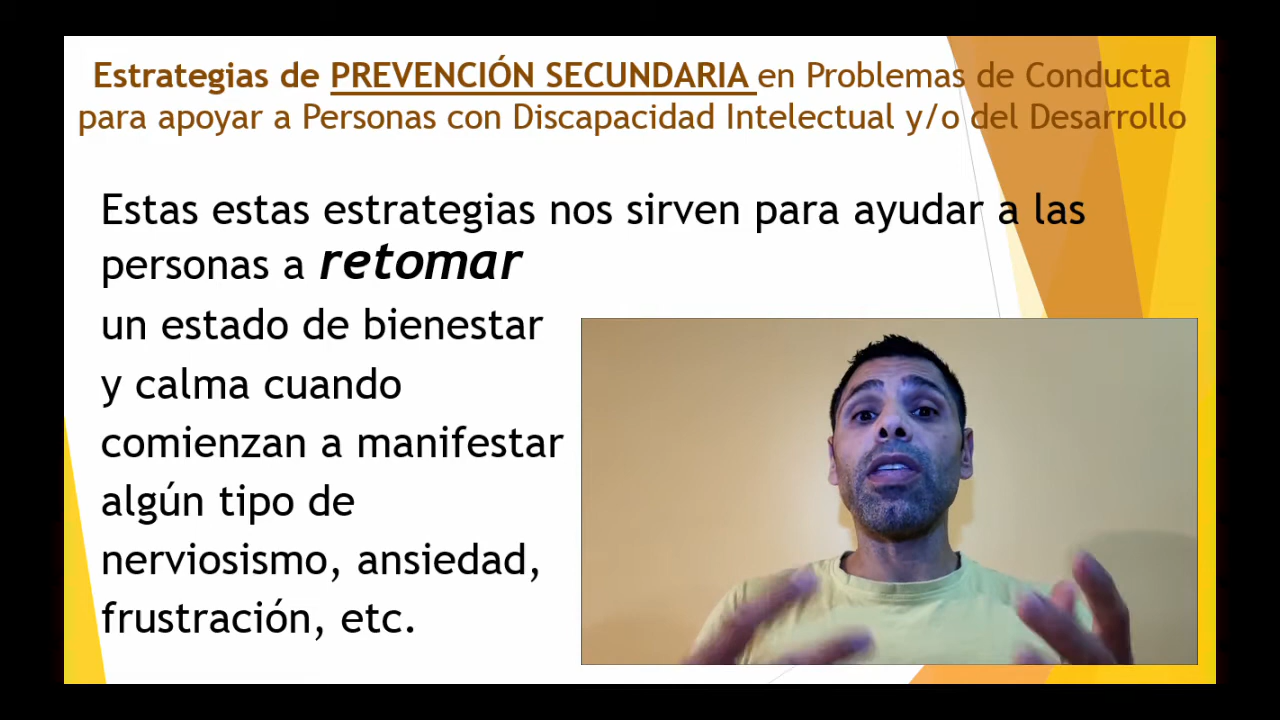 Estrategias de PREVENCIÓN SECUNDARIA en Problemas de Conducta
para apoyar a Personas con Discapacidad Intelectual y/o del Desarrollo
Estas estas estrategias nos sirven para ayudar a las
personas a retomar
un estado de bienestar
y calma cuando
comienzan a manifestar
algún tipo de
nerviosismo, ansiedad,
frustración, etc.